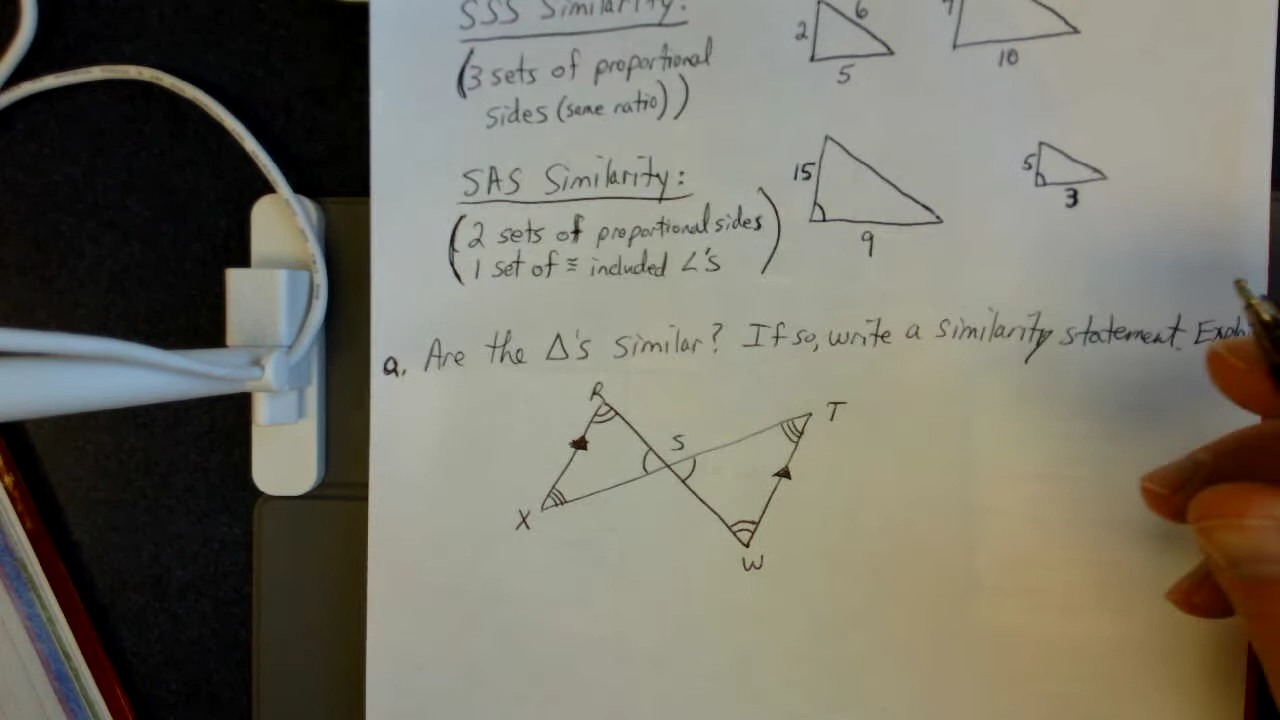 SSS Similarity:
2 6
5
10
(3 sets of proportional
sides (same ratio))
SAS Similarity:
15
9
5
3
(2 sets of proportional sides
1 set of ≅ included ∠'s)
a. Are the Δ's similar? If so, write a similarity statement.
R
S
T
X
W